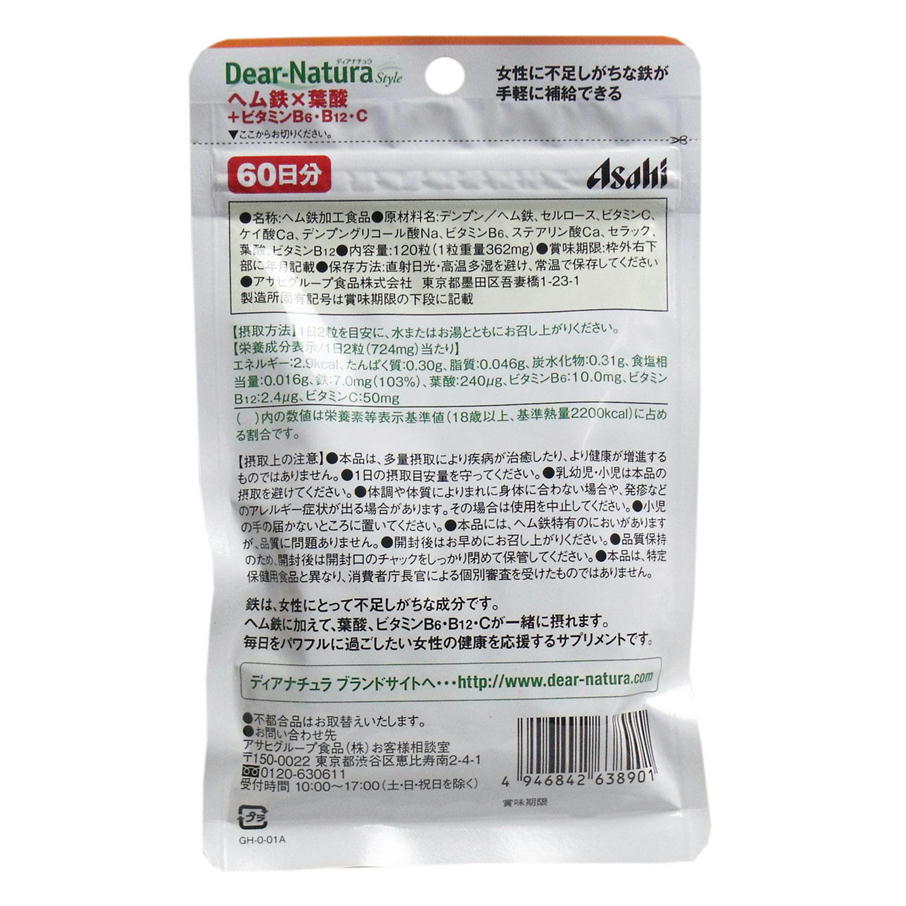 ディアナチュラ
Dear-Natura Style
ヘム鉄×葉酸
+ビタミンB6・B12・C
▼ここからお切りください。
女性に不足しがちな鉄が
手軽に補給できる
60日分
Asahi
●名称:ヘム鉄加工食品●原材料名:デンプン/ヘム鉄、セルロース、ビタミンC、
ケイ酸Ca、デンプングリコール酸Na、ビタミンB6、ステアリン酸Ca、セラック、
葉酸、ビタミンB12●内容量:120粒(1粒重量362mg)●賞味期限:枠外右下
部に年月記載●保存方法:直射日光・高温多湿を避け、常温で保存してください
●アサヒグループ食品株式会社 東京都墨田区吾妻橋1-23-1
製造所固有記号は賞味期限の下段に記載
【摂取方法】1日2粒を目安に、水またはお湯とともにお召し上がりください。
【栄養成分表示/1日2粒(724mg)当たり】
エネルギー:2.9kcal、たんぱく質:0.30g、脂質:0.046g、炭水化物:0.31g、食塩相
当量:0.016g、鉄:7.0mg(103%)、葉酸:240μg、ビタミンB6:10.0mg、ビタミン
B12:2.4μg、ビタミンC:50mg
( )内の数値は栄養素等表示基準値(18歳以上、基準熱量2200kcal)に占め
る割合です。
【摂取上の注意】●本品は、多量摂取により疾病が治癒したり、より健康が増進する
ものではありません。●1日の摂取目安量を守ってください。●乳幼児・小児は本品の
摂取を避けてください。●体調や体質によりまれに身体に合わない場合や、発疹など
のアレルギー症状が出る場合があります。その場合は使用を中止してください。●小児
の手の届かないところに置いてください。●本品には、ヘム鉄特有のにおいがあります
が、品質に問題ありません。●開封後はお早めにお召し上がりください。●品質保持
のため、開封後は開封口のチャックをしっかり閉めて保管してください。●本品は、特定
保健用食品と異なり、消費者庁長官による個別審査を受けたものではありません。
鉄は、女性にとって不足しがちな成分です。
ヘム鉄に加えて、葉酸、ビタミンB6・B12・Cが一緒に摂れます。
毎日をパワフルに過ごしたい女性の健康を応援するサプリメントです。
ディアナチュラ ブランドサイトへ・・・http://www.dear-natura.com
●不都合品はお取替えいたします。
●お問い合わせ先
アサヒグループ食品(株)お客様相談室
〒150-0022 東京都渋谷区恵比寿南2-4-1
0120-630611
受付時間 10:00〜17:00(土・日・祝日を除く)
4 946842 638901
賞味期限
プラ
GH-0-01A